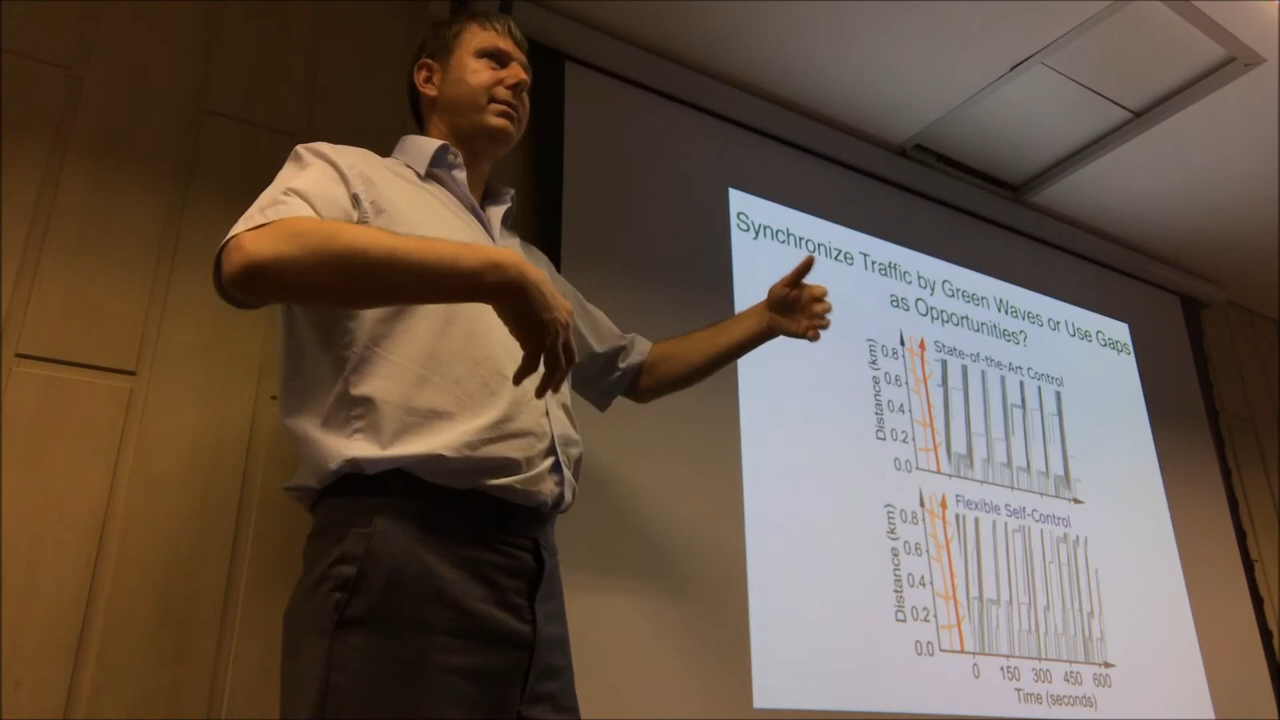 Synchronize Traffic by Green Waves or Use Gaps
as Opportunities?
State-of-the-Art Control
Distance (km)
0.8
0.6
0.4
0.2
0.0
Flexible Self-Control
Distance (km)
0.8
0.6
0.4
0.2
0.0
0 150 300 450 600
Time (seconds)